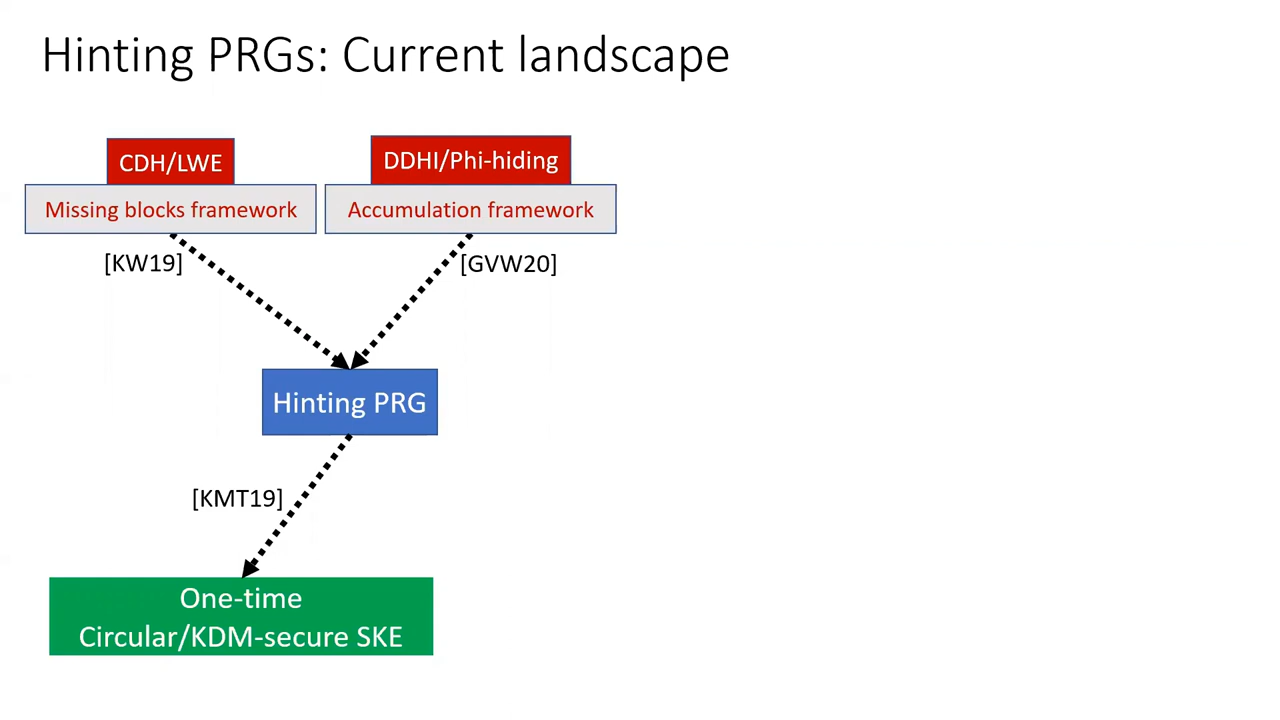 Hinting PRGs: Current landscape
CDH/LWE
DDHI/Phi-hiding
Missing blocks framework
Accumulation framework
[KW19]
[GVW20]
Hinting PRG
[KMT19]
One-time
Circular/KDM-secure SKE